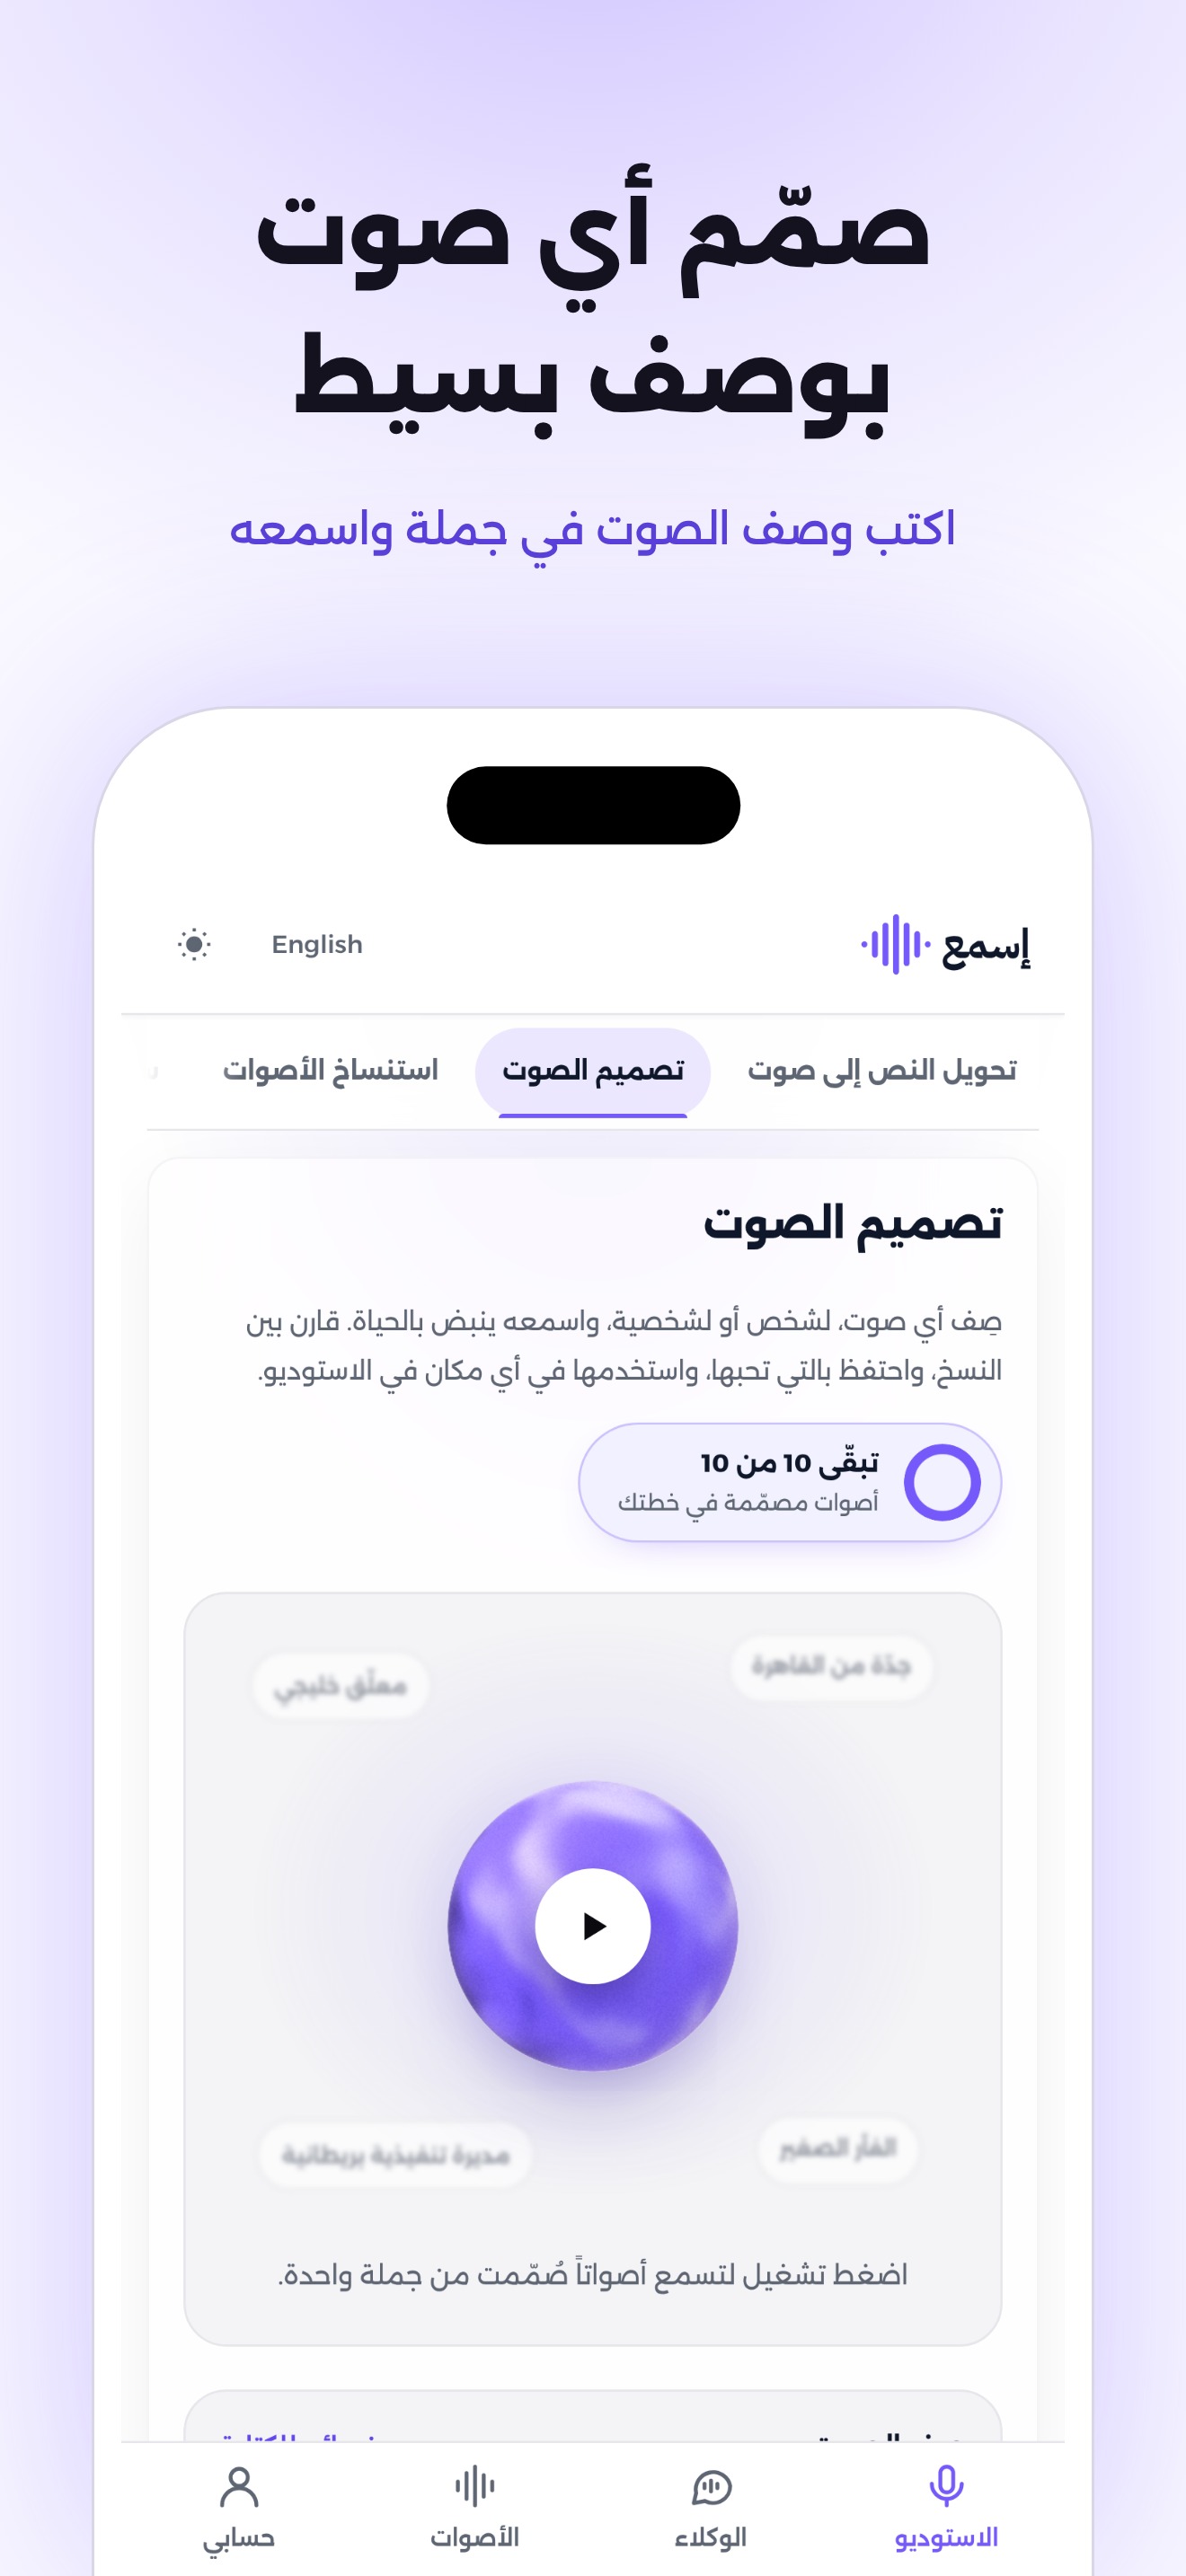 صمّم أي صوت
بوصف بسيط
اكتب وصف الصوت في جملة واسمعه
إسمع
English
تحويل النص إلى صوت
تصميم الصوت
استنساخ الأصوات
تصميم الصوت
صِف أي صوت، لشخص أو لشخصية، واسمعه ينبض بالحياة. قارن بين
النسخ، واحتفظ بالتي تحبها، واستخدمها في أي مكان في الاستوديو.
تبقّى 10 من 10
أصوات مصمّمة في خطتك
جدّة من القاهرة
معلّق خليجي
الفأر الصغير
مديرة تنفيذية بريطانية
اضغط تشغيل لتسمع أصواتاً صُمّمت من جملة واحدة.
الاستوديو
الوكلاء
الأصوات
حسابي